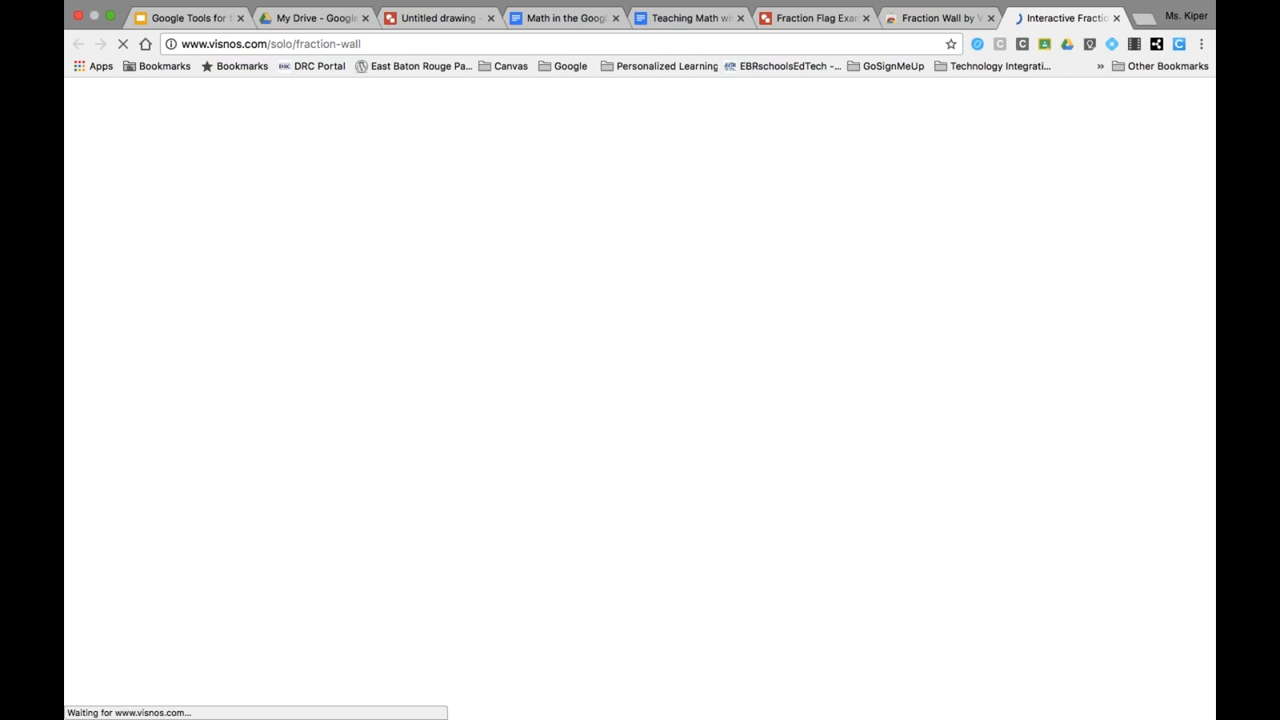 Google Tools for t
My Drive - Google
Untitled drawing -
Math in the Googl
Teaching Math wi
Fraction Flag Exa
Fraction Wall by V
Interactive Fractio
Ms. Kiper
www.visnos.com/solo/fraction-wall
Apps
Bookmarks
Bookmarks
DRC Portal
East Baton Rouge Pa...
Canvas
Google
Personalized Learning
EBRschoolsEdTech -...
GoSignMeUp
Technology Integrati...
»
Other Bookmarks
Waiting for www.visnos.com...